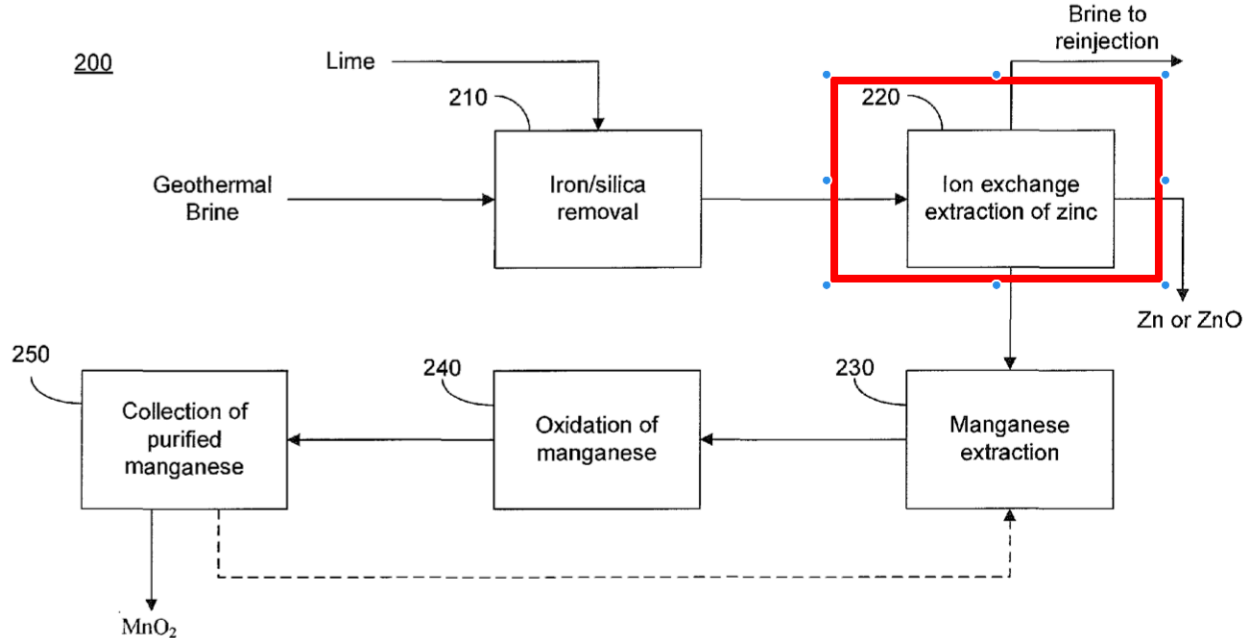 200
Lime
Brine to
reinjection
210
220
Geothermal
Brine
Iron/silica
removal
Ion exchange
extraction of zinc
Zn or ZnO
250
240
230
Collection of
purified
manganese
Oxidation of
manganese
Manganese
extraction
MnO₂